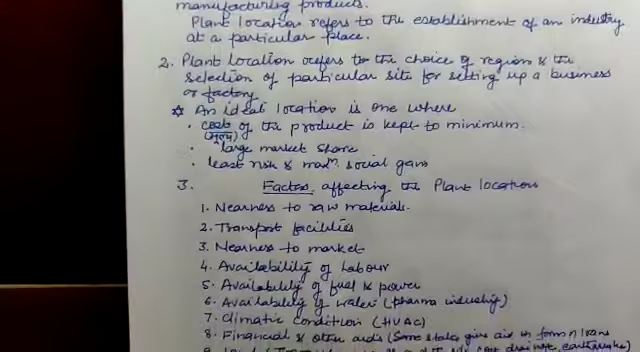 manufacturing products.
Plant location refers to the establishment of an industry
at a particular place.
2. Plant location refers to the choice of region & the
selection of particular site for setting up a business
or factory
☆ An ideal location is one where
• cost of the product is kept to minimum.
(मूल्य)
• large market share
• least risk & maxm. social gain
3. Factors affecting the Plant location
1. Nearness to raw materials.
2. Transport facilities
3. Nearness to market
4. Availability of Labour
5. Availability of fuel & power
6. Availability of water (pharma industry)
7. Climatic condition (HVAC)
8. Financial & other aids (Some states give aid in form of loans